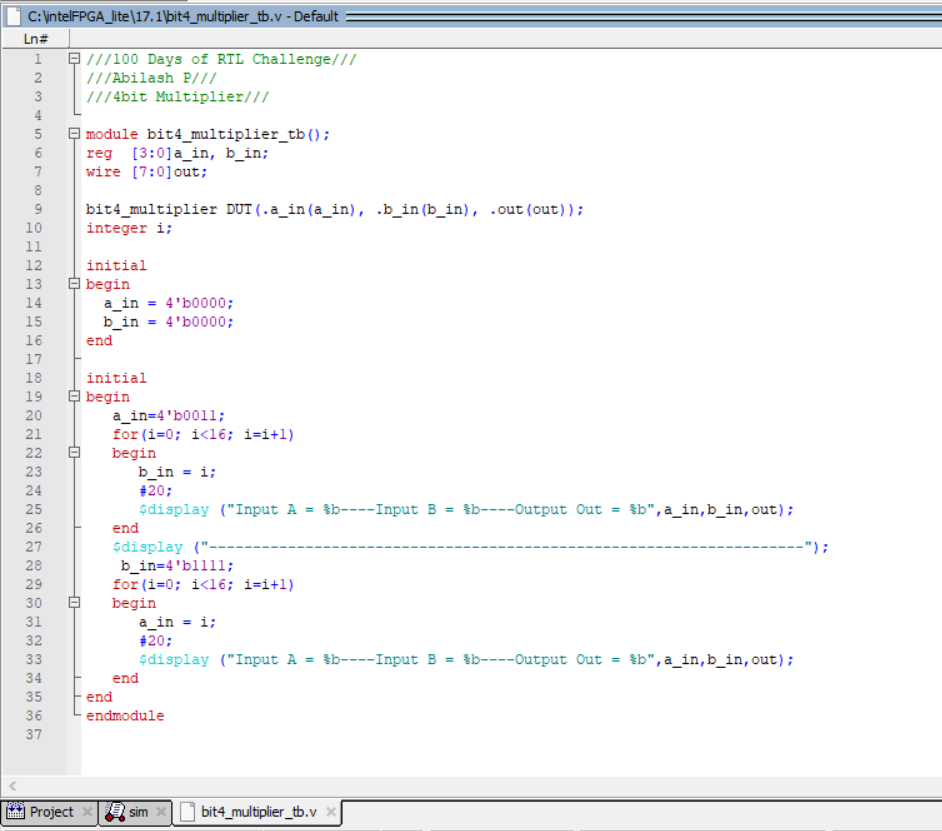 C:\intelFPGA_lite\17.1\bit4_multiplier_tb.v - Default
Ln#
1 ///100 Days of RTL Challenge///
2 ///Abilash P///
3 ///4bit Multiplier///
4
5 module bit4_multiplier_tb();
6 reg  [3:0]a_in, b_in;
7 wire [7:0]out;
8
9 bit4_multiplier DUT(.a_in(a_in), .b_in(b_in), .out(out));
10 integer i;
11
12 initial
13 begin
14   a_in = 4'b0000;
15   b_in = 4'b0000;
16 end
17
18 initial
19 begin
20    a_in=4'b0011;
21    for(i=0; i<16; i=i+1)
22    begin
23       b_in = i;
24       #20;
25       $display ("Input A = %b----Input B = %b----Output Out = %b",a_in,b_in,out);
26    end
27    $display ("--------------------------------------------------------------------");
28     b_in=4'b1111;
29    for(i=0; i<16; i=i+1)
30    begin
31       a_in = i;
32       #20;
33       $display ("Input A = %b----Input B = %b----Output Out = %b",a_in,b_in,out);
34    end
35 end
36 endmodule
37
Project sim bit4_multiplier_tb.v